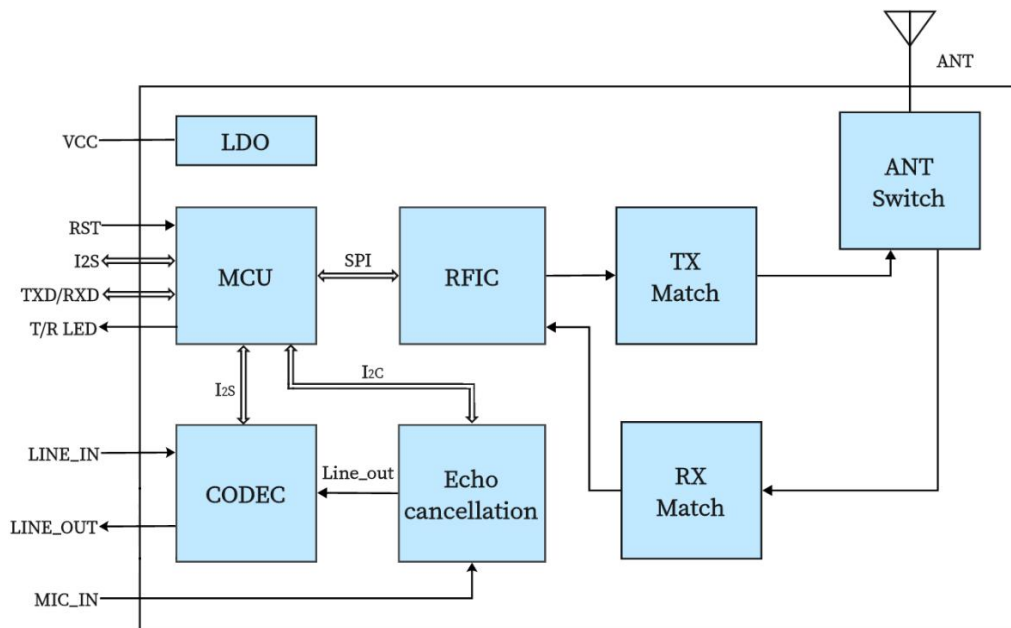 ANT
VCC
LDO
ANT
Switch
RST
I2S
TXD/RXD
T/R LED
MCU
SPI
RFIC
TX
Match
I2S
I2C
LINE_IN
LINE_OUT
CODEC
Line_out
Echo
cancellation
RX
Match
MIC_IN